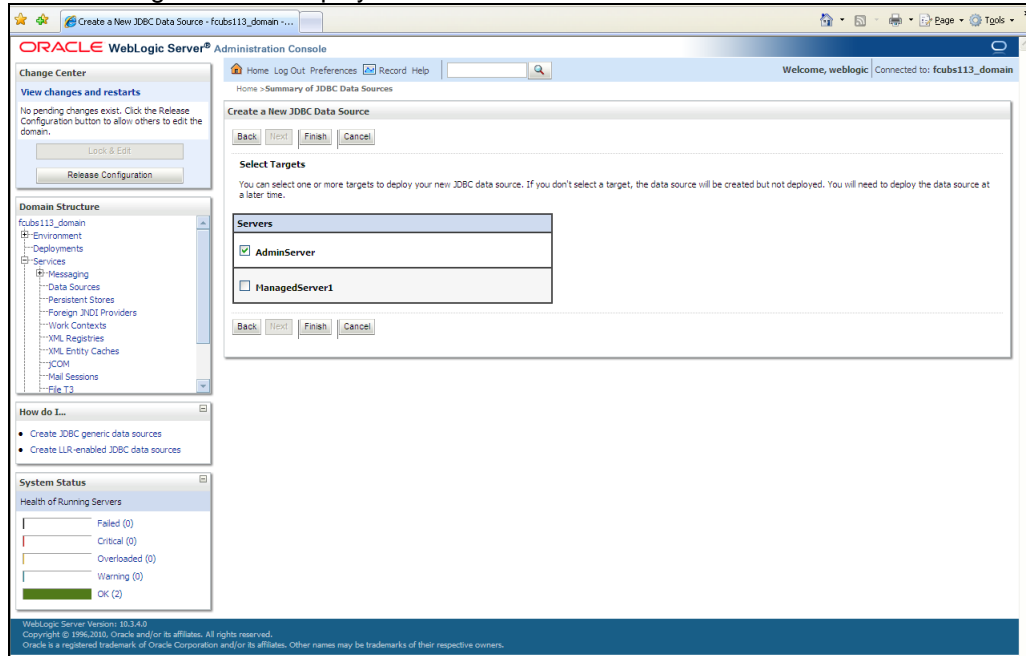 Create a New JDBC Data Source - fcubs113_domain -...
Page
Tools
ORACLE WebLogic Server® Administration Console
Change Center
View changes and restarts
No pending changes exist. Click the Release
Configuration button to allow others to edit the
domain.
Lock & Edit
Release Configuration
Domain Structure
fcubs113_domain
Environment
Deployments
Services
Messaging
Data Sources
Persistent Stores
Foreign JNDI Providers
Work Contexts
XML Registries
XML Entity Caches
jCOM
Mail Sessions
File T3
How do I...
Create JDBC generic data sources
Create LLR-enabled JDBC data sources
System Status
Health of Running Servers
Failed (0)
Critical (0)
Overloaded (0)
Warning (0)
OK (2)
Home Log Out Preferences Record Help
Welcome, weblogic Connected to: fcubs113_domain
Home >Summary of JDBC Data Sources
Create a New JDBC Data Source
Back Next Finish Cancel
Select Targets
You can select one or more targets to deploy your new JDBC data source. If you don't select a target, the data source will be created but not deployed. You will need to deploy the data source at
a later time.
Servers
AdminServer
ManagedServer1
Back Next Finish Cancel
WebLogic Server Version: 10.3.4.0
Copyright © 1996,2010, Oracle and/or its affiliates. All rights reserved.
Oracle is a registered trademark of Oracle Corporation and/or its affiliates. Other names may be trademarks of their respective owners.